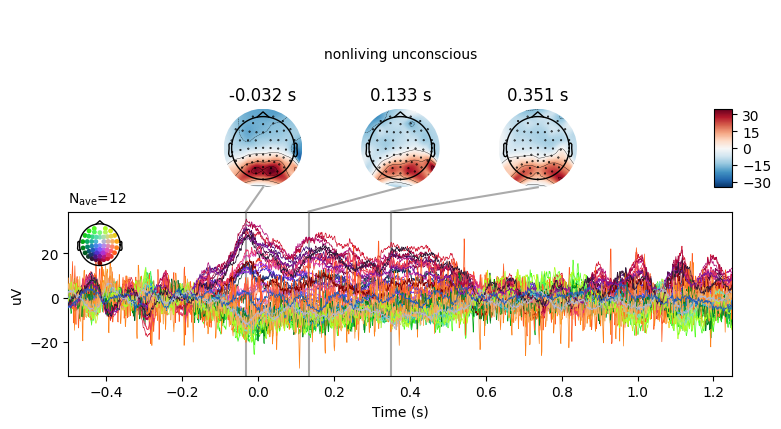 nonliving unconscious
-0.032 s 0.133 s 0.351 s
30
15
0
−15
−30
Nave=12
20
0
−20
uV
−0.4 −0.2 0.0 0.2 0.4 0.6 0.8 1.0 1.2
Time (s)